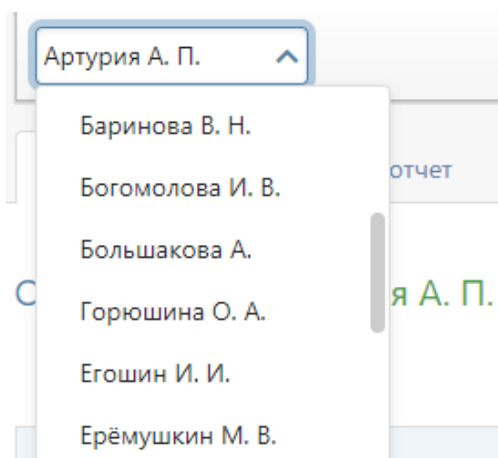 Артурия А. П.
Баринова В. Н.
Богомолова И. В.
отчет
Большакова А.
я А. П.
Горюшина О. А.
Егошин И. И.
Ерёмушкин М. В.